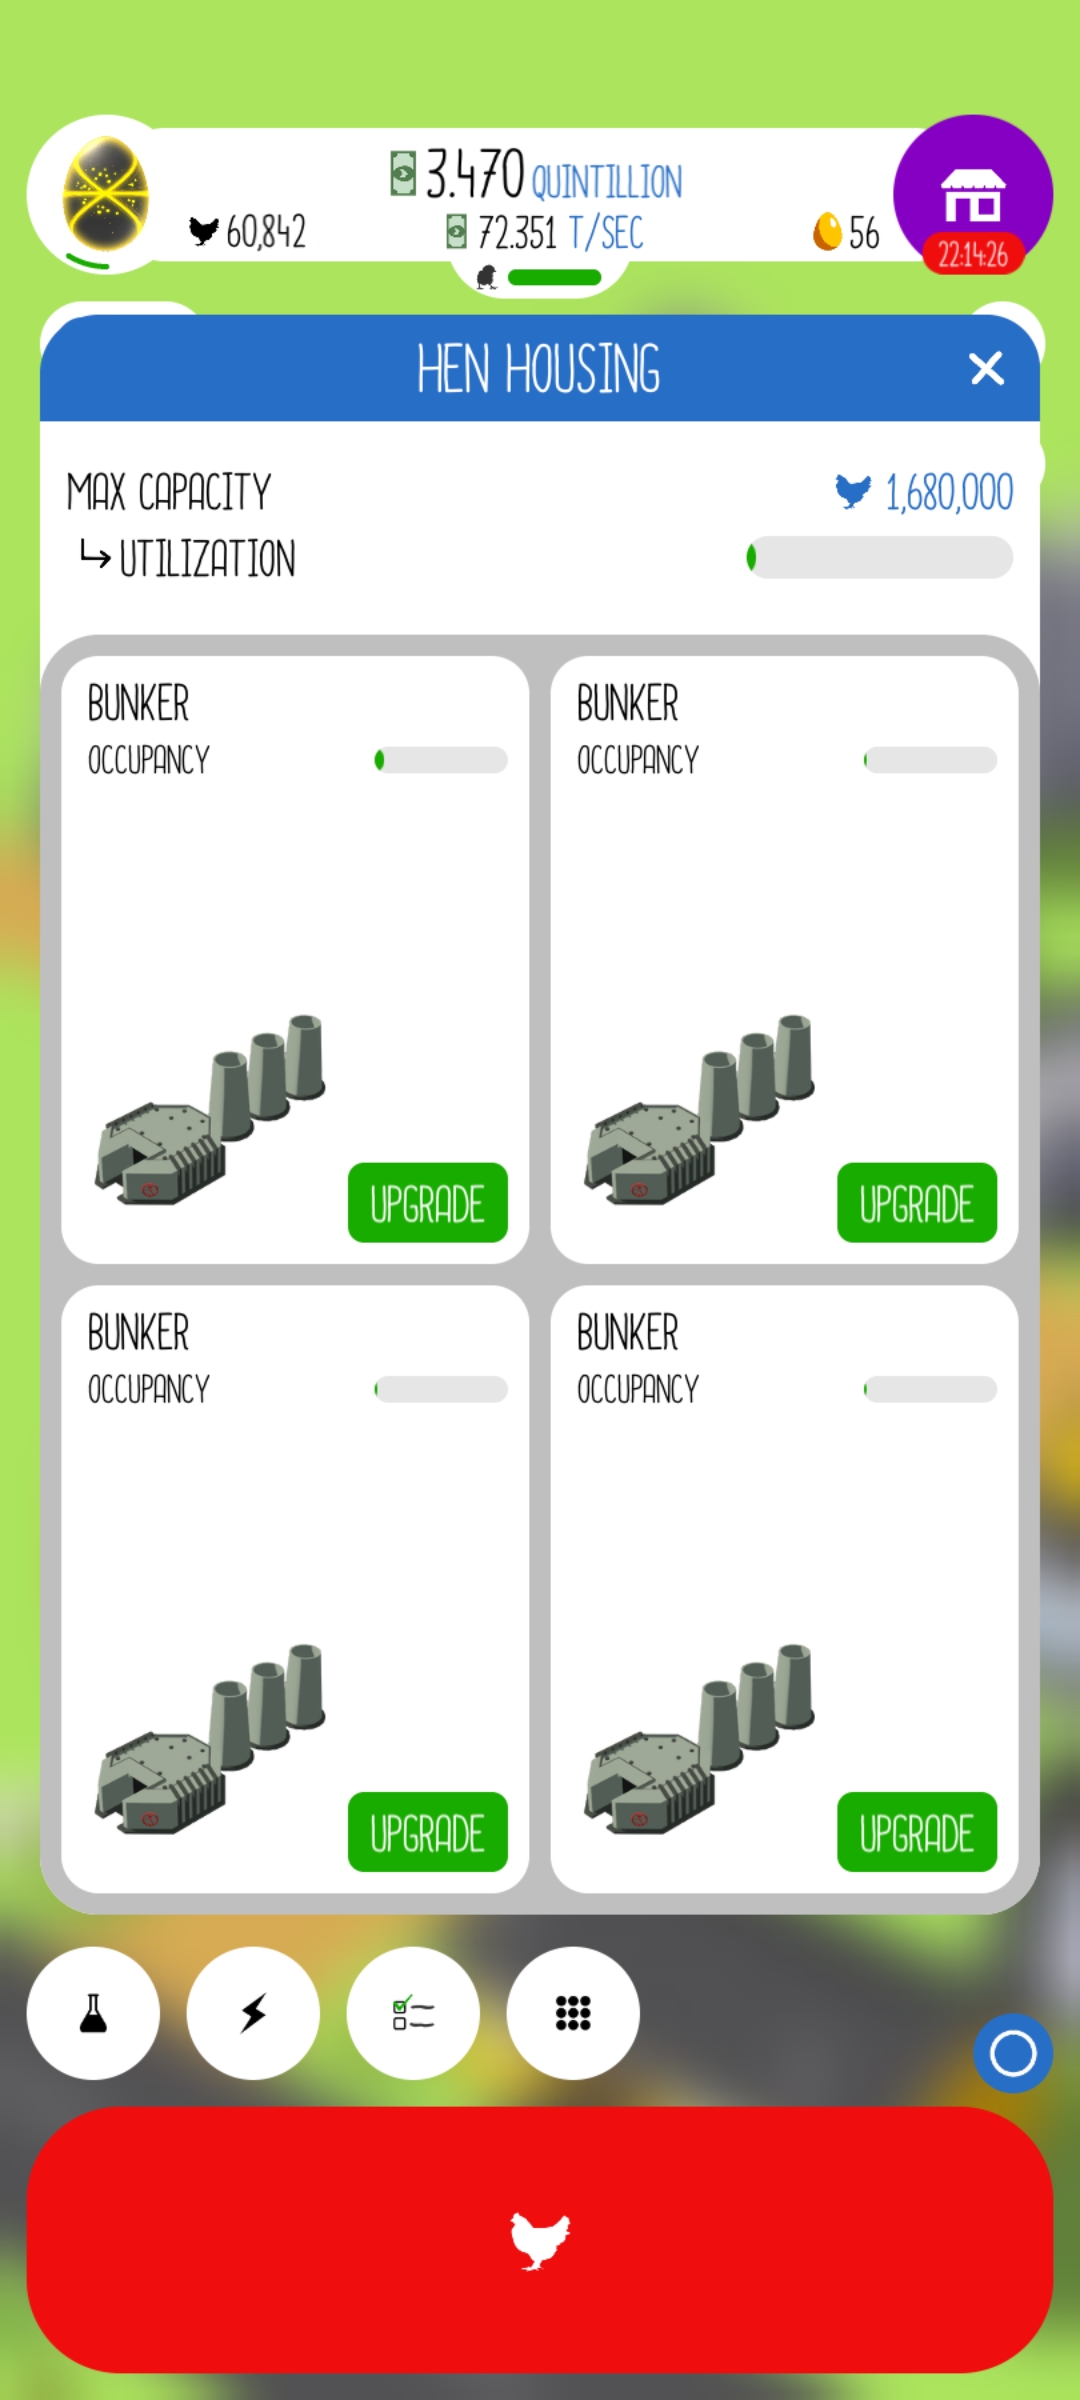 3.470 QUINTILLION
60,842 72.351 T/SEC 56
22:14:26
HEN HOUSING
MAX CAPACITY 1,680,000
UTILIZATION
BUNKER
OCCUPANCY
UPGRADE
BUNKER
OCCUPANCY
UPGRADE
BUNKER
OCCUPANCY
UPGRADE
BUNKER
OCCUPANCY
UPGRADE